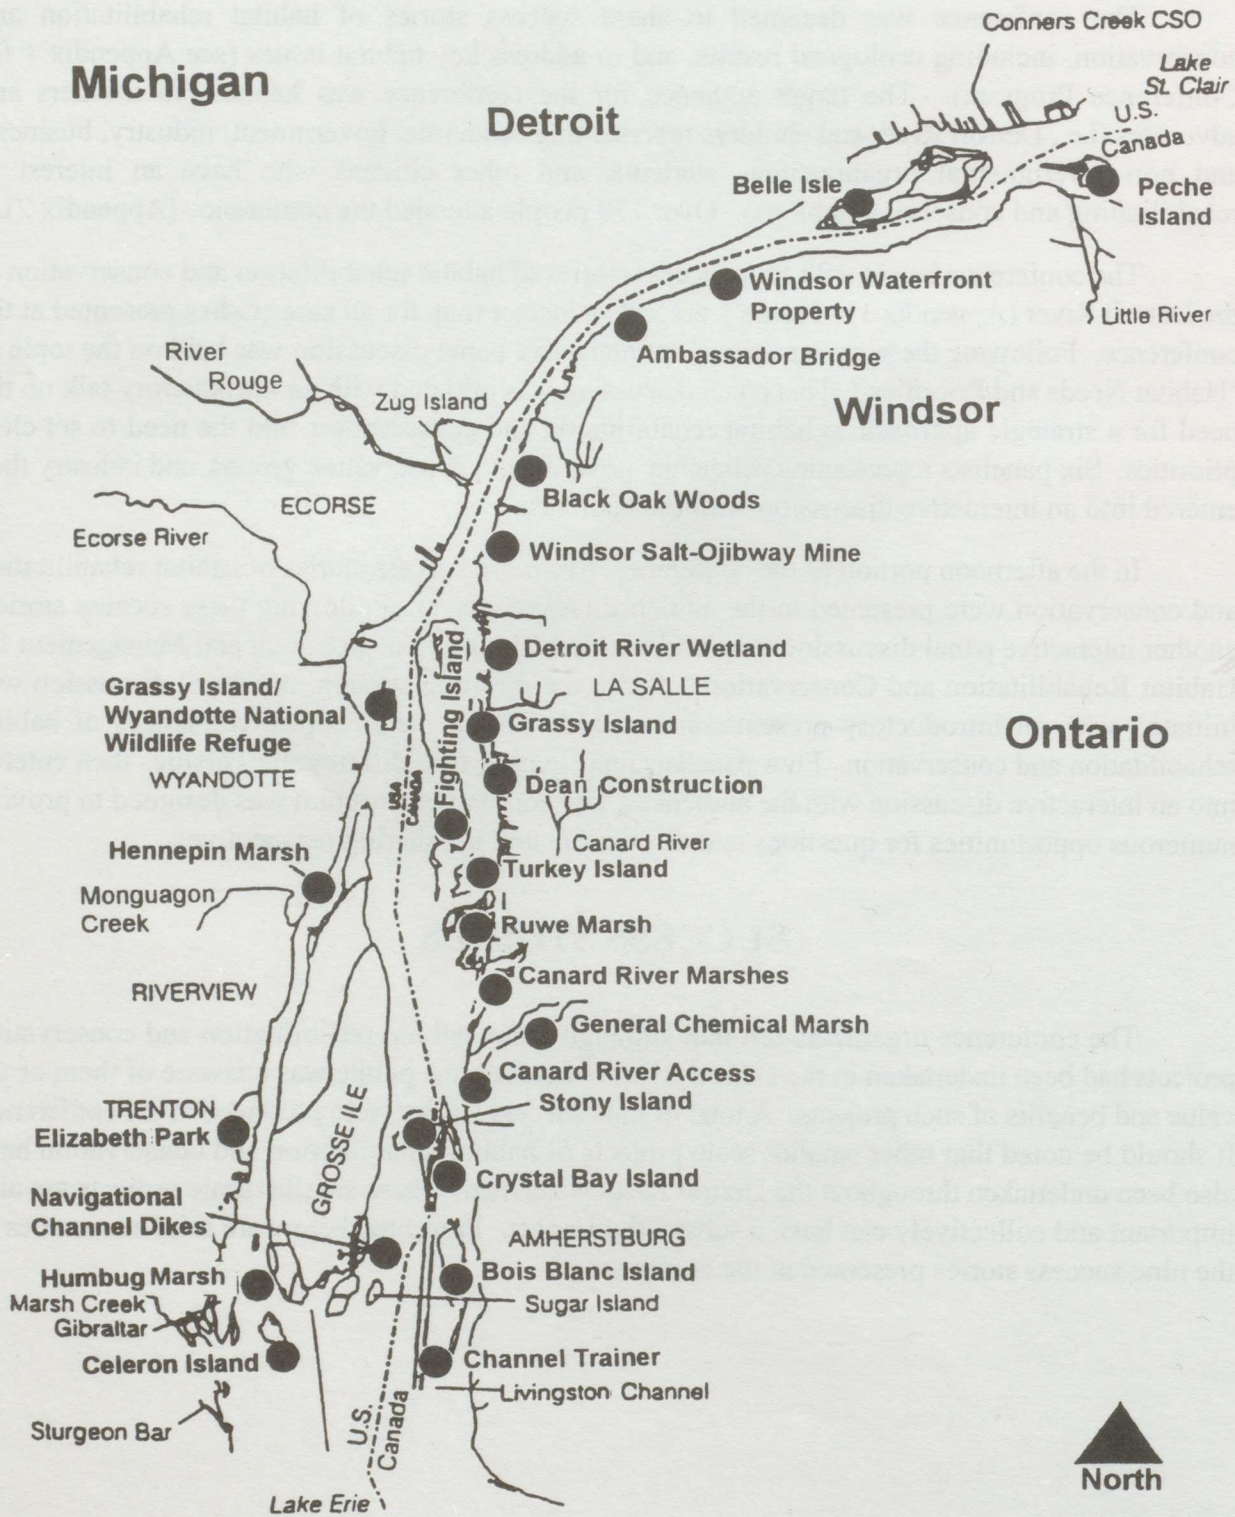 Conners Creek CSO
Michigan
Lake
St. Clair
Detroit
U.S.
Canada
Belle Isle
Peche
Island
Windsor Waterfront
Property
Little River
Ambassador Bridge
River
Rouge
Zug Island
Windsor
Black Oak Woods
ECORSE
Ecorse River
Windsor Salt-Ojibway Mine
Detroit River Wetland
Fighting Island
LA SALLE
Grassy Island/
Wyandotte National
Wildlife Refuge
Grassy Island
Ontario
WYANDOTTE
USA
CANADA
Dean Construction
Canard River
Hennepin Marsh
Turkey Island
Monguagon
Creek
Ruwe Marsh
Canard River Marshes
RIVERVIEW
General Chemical Marsh
Canard River Access
Stony Island
TRENTON
Elizabeth Park
GROSSE ILE
Crystal Bay Island
Navigational
Channel Dikes
AMHERSTBURG
Humbug Marsh
Bois Blanc Island
Marsh Creek
Gibraltar
Sugar Island
Celeron Island
Channel Trainer
Livingston Channel
Sturgeon Bar
U.S.
Canada
North
Lake Erie